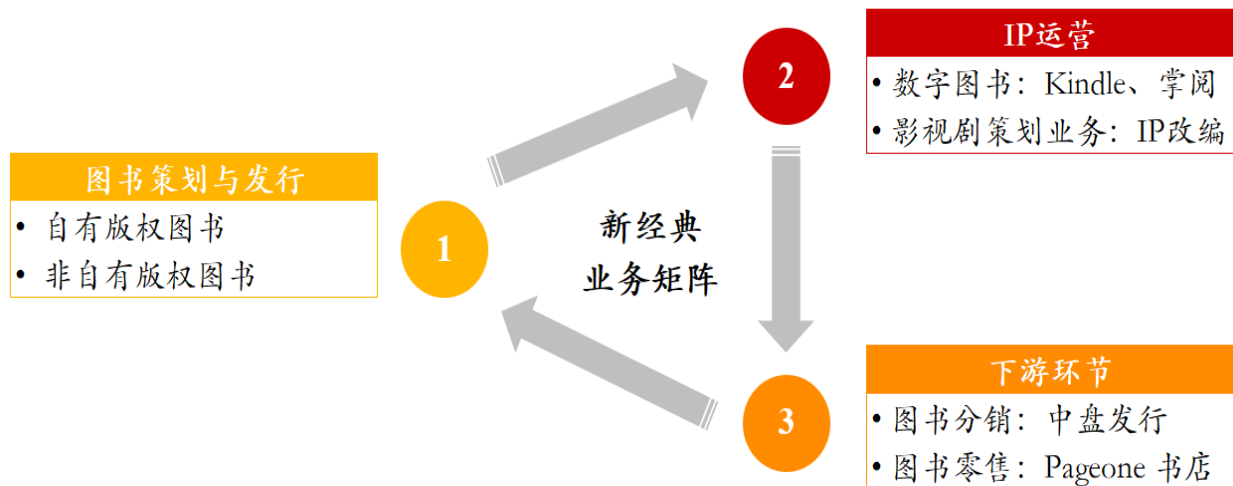 图书策划与发行
• 自有版权图书
• 非自有版权图书
1
新经典
业务矩阵
2
IP运营
• 数字图书：Kindle、掌阅
• 影视剧策划业务：IP改编
3
下游环节
• 图书分销：中盘发行
• 图书零售：Pageone 书店